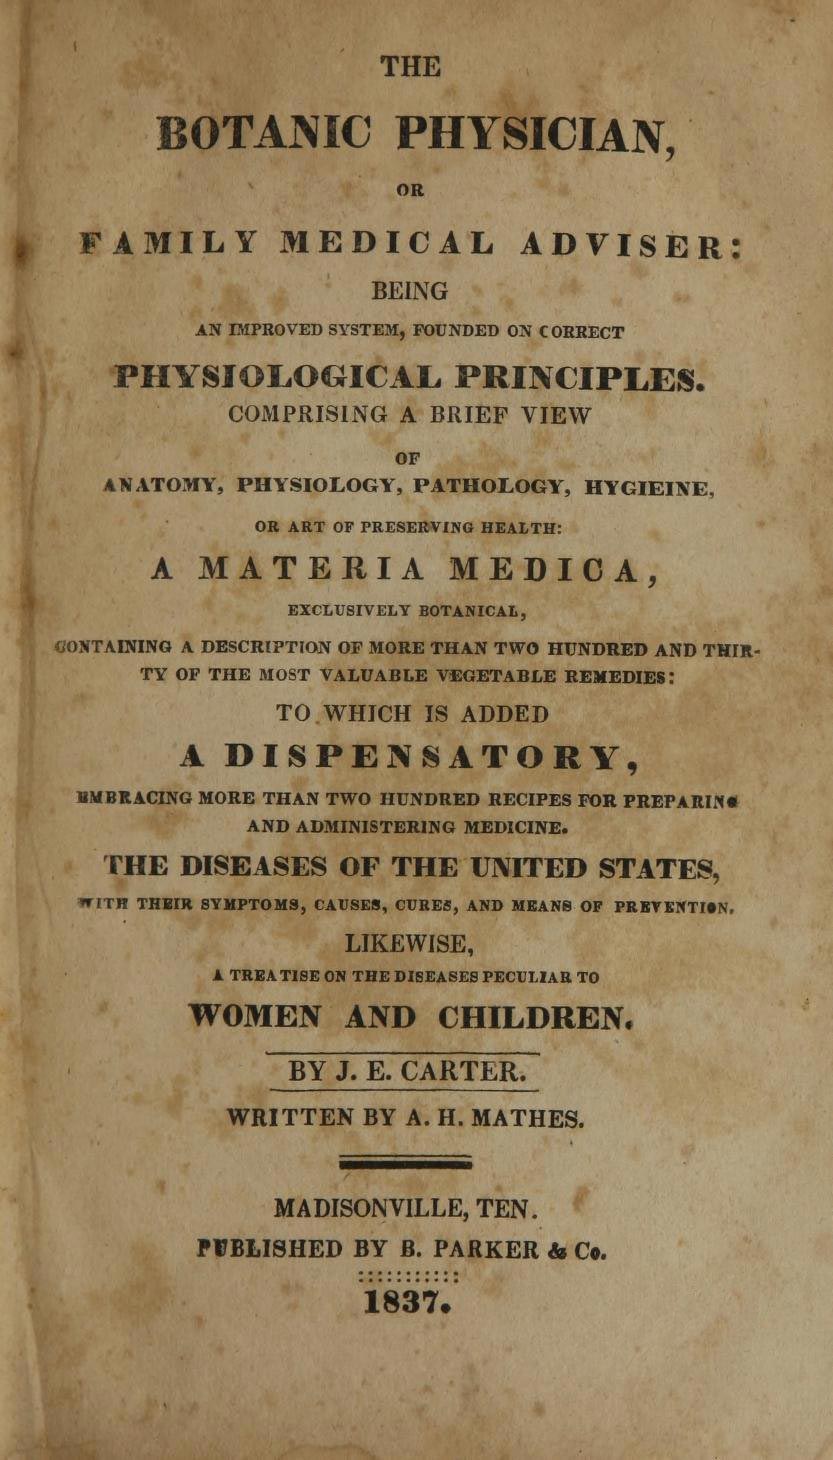 THE
BOTANIC PHYSICIAN,
OR
FAMILY MEDICAL ADVISER:
BEING
AN IMPROVED SYSTEM, FOUNDED ON CORRECT
PHYSIOLOGICAL PRINCIPLES.
COMPRISING A BRIEF VIEW
OF
ANATOMY, PHYSIOLOGY, PATHOLOGY, HYGIEINE,
OR ART OF PRESERVING HEALTH:
A MATERIA MEDICA,
EXCLUSIVELY BOTANICAL,
CONTAINING A DESCRIPTION OF MORE THAN TWO HUNDRED AND THIR-
TY OF THE MOST VALUABLE VEGETABLE REMEDIES:
TO WHICH IS ADDED
A DISPENSATORY,
EMBRACING MORE THAN TWO HUNDRED RECIPES FOR PREPARING
AND ADMINISTERING MEDICINE.
THE DISEASES OF THE UNITED STATES,
WITH THEIR SYMPTOMS, CAUSES, CURES, AND MEANS OF PREVENTION.
LIKEWISE,
A TREATISE ON THE DISEASES PECULIAR TO
WOMEN AND CHILDREN.
BY J. E. CARTER.
WRITTEN BY A. H. MATHES.
MADISONVILLE, TEN.
PUBLISHED BY B. PARKER & Co.
1837.